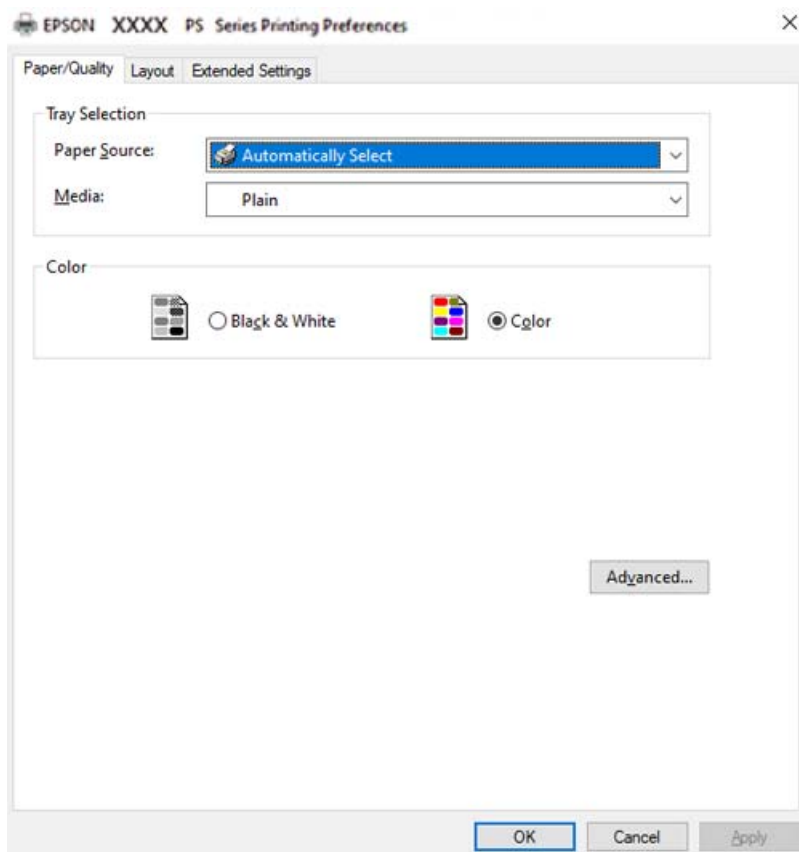 EPSON XXXX PS Series Printing Preferences
Paper/Quality Layout Extended Settings
Tray Selection
Paper Source: Automatically Select
Media: Plain
Color
Black & White Color
Advanced...
OK Cancel Apply